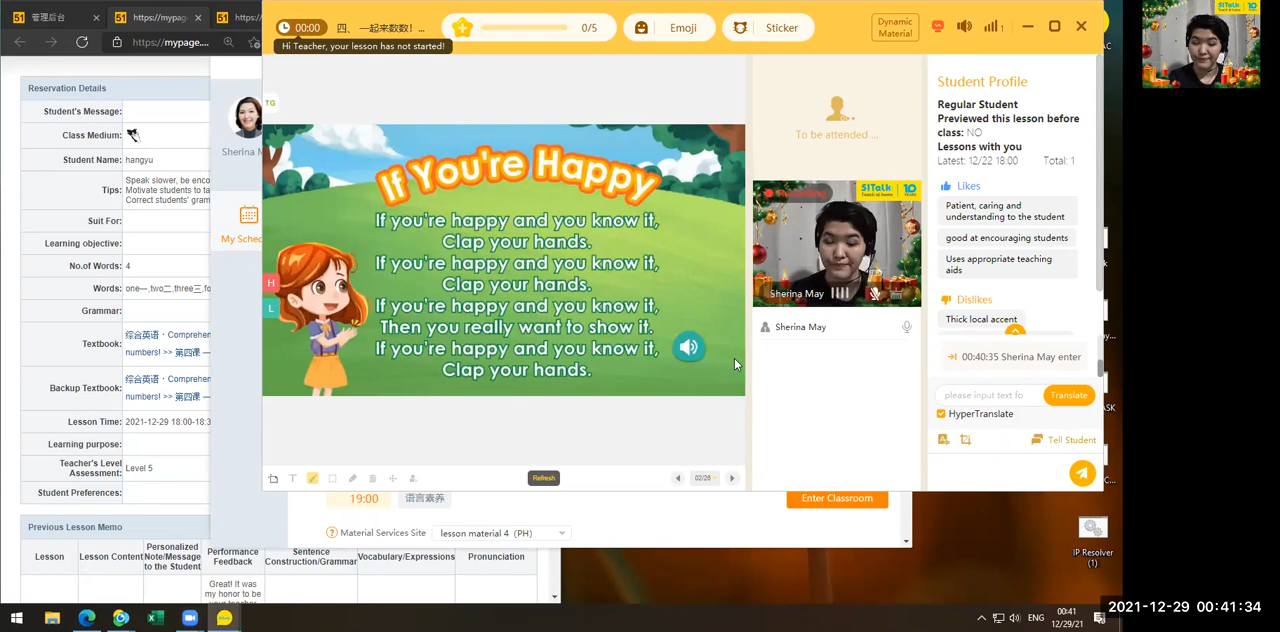 51 管理后台
51 https://mypag
51 https://myp
https://mypage....
00:00
四、一起来数数！...
0/5
Emoji
Sticker
Dynamic Material
Hi Teacher, your lesson has not started!
Reservation Details
Student's Message:
Class Medium:
Student Name: hangyu
Tips: Speak slower, be enco
Motivate students to ta
Correct students' gram
Suit For:
Learning objective:
No.of Words: 4
Words: one一,two二,three三,fo
Grammar:
Textbook: 综合英语・Comprehen
numbers! >> 第四课 —
Backup Textbook: 综合英语・Comprehen
numbers! >> 第四课 —
Lesson Time: 2021-12-29 18:00-18:3
Learning purpose:
Teacher's Level Assessment: Level 5
Student Preferences:
Previous Lesson Memo
Lesson
Lesson Content
Personalized Note/Message to the Student
Performance Feedback
Sentence Construction/Grammar
Vocabulary/Expressions
Pronunciation
Great! It was
my honor to be
TG
Sherina M
My Sched
H
L
If You're Happy
If you're happy and you know it,
Clap your hands.
If you're happy and you know it,
Clap your hands.
If you're happy and you know it,
Then you really want to show it.
If you're happy and you know it,
Clap your hands.
Refresh
02/26
19:00
语言素养
Enter Classroom
Material Services Site
lesson material 4 (PH)
To be attended ...
51Talk
Talk at home
10 YEARS
Sherina May
Sherina May
Student Profile
Regular Student
Previewed this lesson before
class: NO
Lessons with you
Latest: 12/22 18:00
Total: 1
Likes
Patient, caring and
understanding to the student
good at encouraging students
Uses appropriate teaching
aids
Dislikes
Thick local accent
00:40:35 Sherina May enter
please input text fo
Translate
HyperTranslate
Tell Student
IP Resolver
(1)
ENG
00:41
12/29/21
2021-12-29 00:41:34